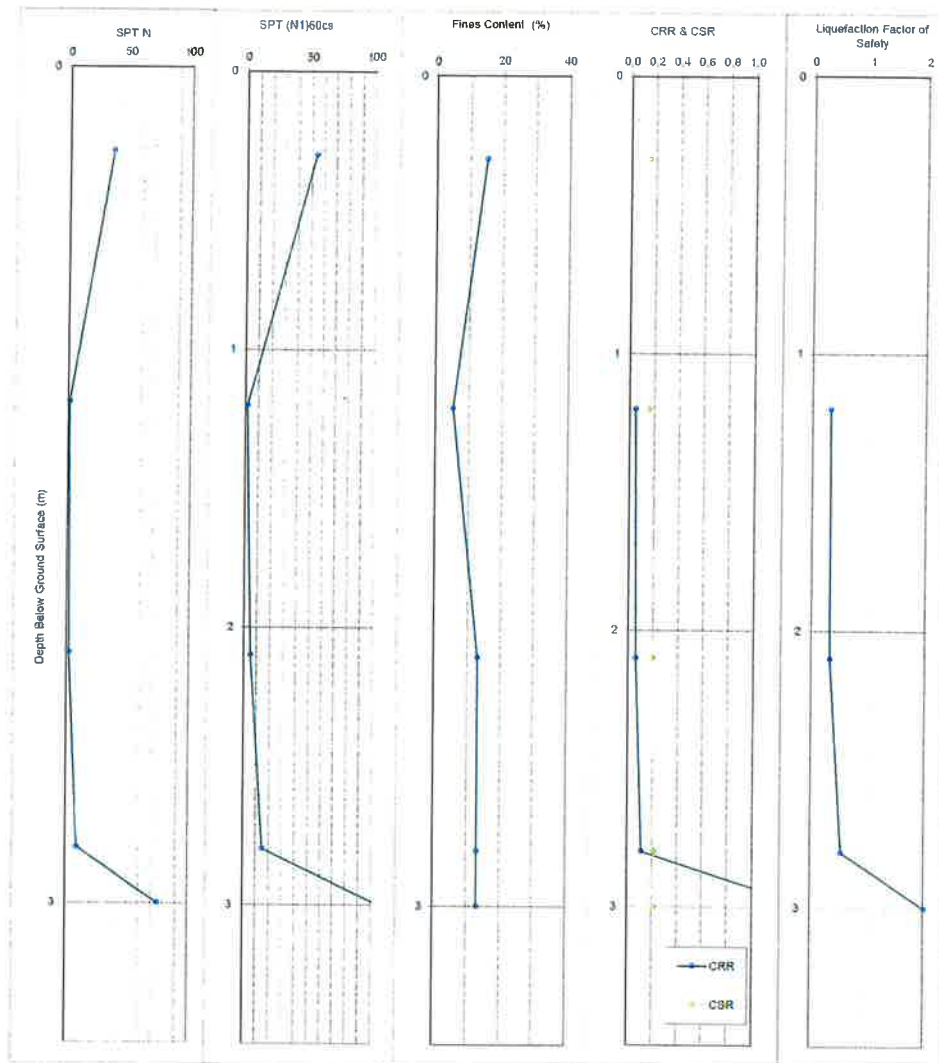 SPT N
0 50 100
SPT (N1)60cs
0 30 100
Fines Content (%)
0 20 40
CRR & CSR
0 0,2 0,4 0,6 0,8 1,0
Liquefaction Factor of
Safety
0 1 2
Depth Below Ground Surface (m)
0
3
0
1
2
3
0
3
0
1
2
3
0
1
2
3
CRR
CSR